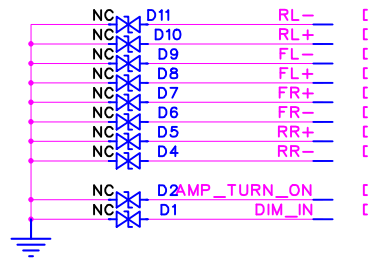 NC D11 RL-
NC D10 RL+
NC D9 FL-
NC D8 FL+
NC D7 FR+
NC D6 FR-
NC D5 RR+
NC D4 RR-
NC D2 AMP_TURN_ON
NC D1 DIM_IN